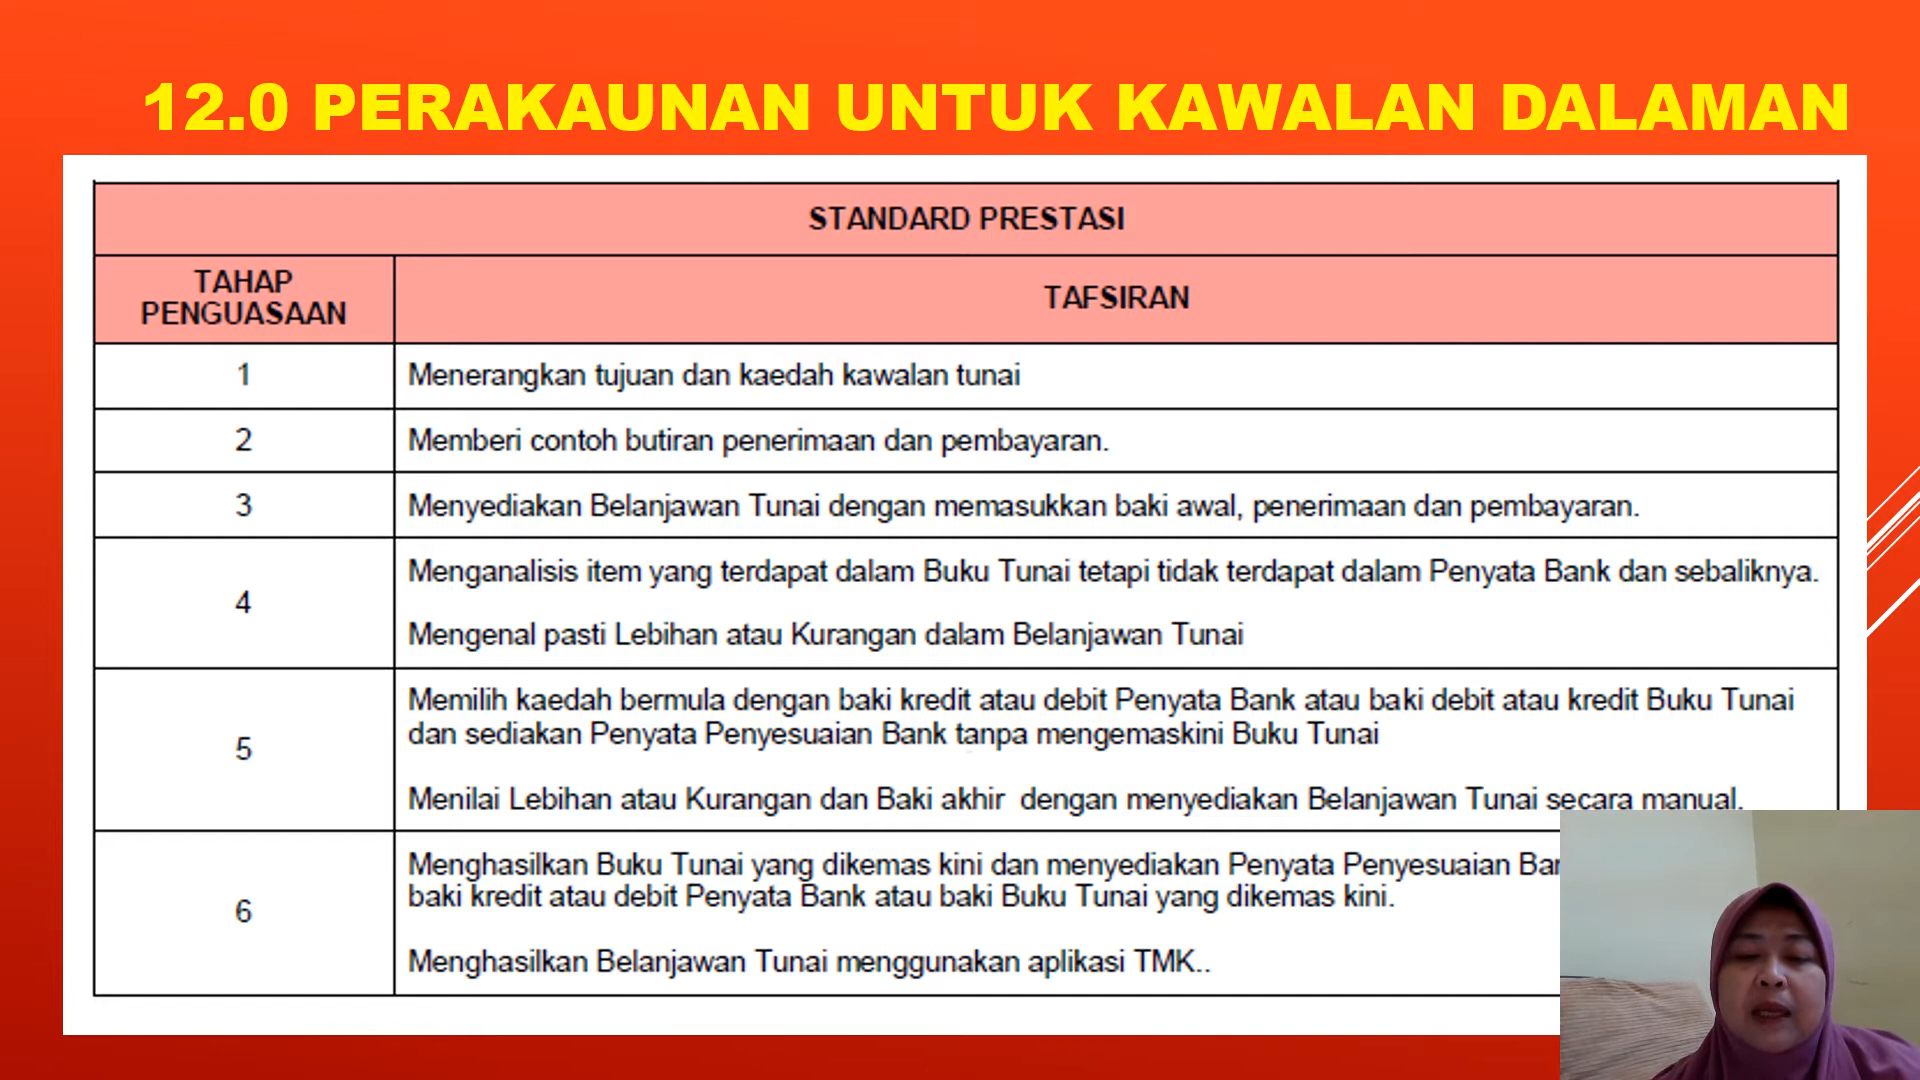 12.0 PERAKAUNAN UNTUK KAWALAN DALAMAN
STANDARD PRESTASI
TAHAP
PENGUASAAN
TAFSIRAN
1
Menerangkan tujuan dan kaedah kawalan tunai
2
Memberi contoh butiran penerimaan dan pembayaran.
3
Menyediakan Belanjawan Tunai dengan memasukkan baki awal, penerimaan dan pembayaran.
4
Menganalisis item yang terdapat dalam Buku Tunai tetapi tidak terdapat dalam Penyata Bank dan sebaliknya.
Mengenal pasti Lebihan atau Kurangan dalam Belanjawan Tunai
5
Memilih kaedah bermula dengan baki kredit atau debit Penyata Bank atau baki debit atau kredit Buku Tunai
dan sediakan Penyata Penyesuaian Bank tanpa mengemaskini Buku Tunai
Menilai Lebihan atau Kurangan dan Baki akhir dengan menyediakan Belanjawan Tunai secara manual.
6
Menghasilkan Buku Tunai yang dikemas kini dan menyediakan Penyata Penyesuaian
baki kredit atau debit Penyata Bank atau baki Buku Tunai yang dikemas kini.
Menghasilkan Belanjawan Tunai menggunakan aplikasi TMK..